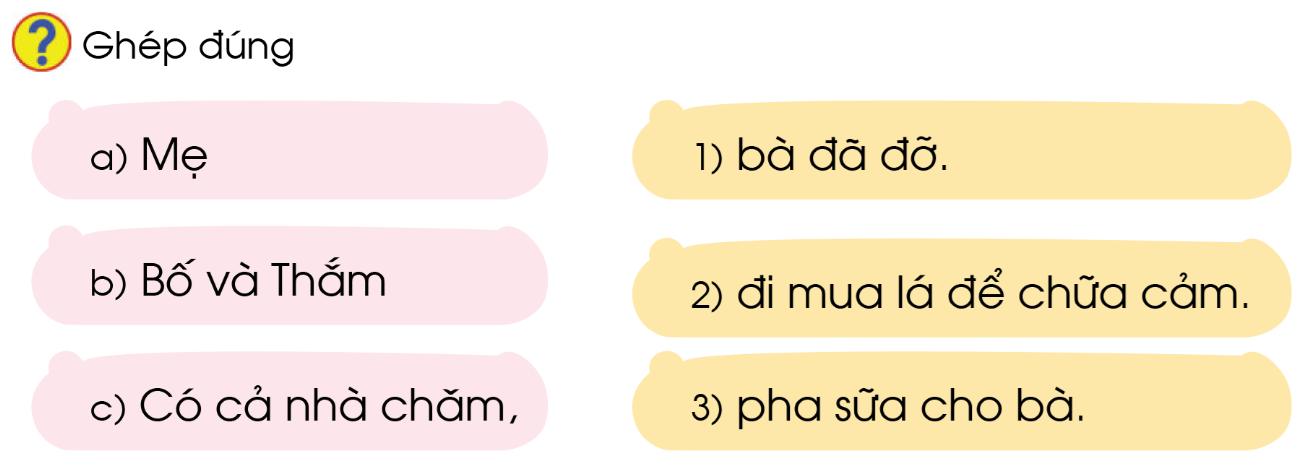 ? Ghép đúng
a) Mẹ
1) bà đã đỡ.
b) Bố và Thắm
2) đi mua lá để chữa cảm.
c) Có cả nhà chăm,
3) pha sữa cho bà.